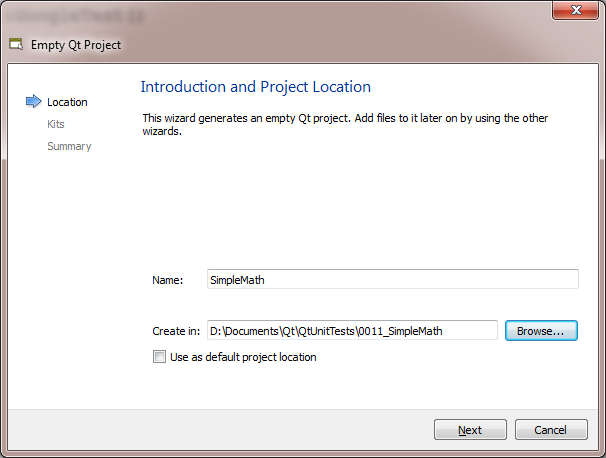 Empty Qt Project
Location
Kits
Summary
Introduction and Project Location
This wizard generates an empty Qt project. Add files to it later on by using the other
wizards.
Name:
SimpleMath
Create in:
D:\Documents\Qt\QtUnitTests\0011_SimpleMath
Browse...
Use as default project location
Next
Cancel